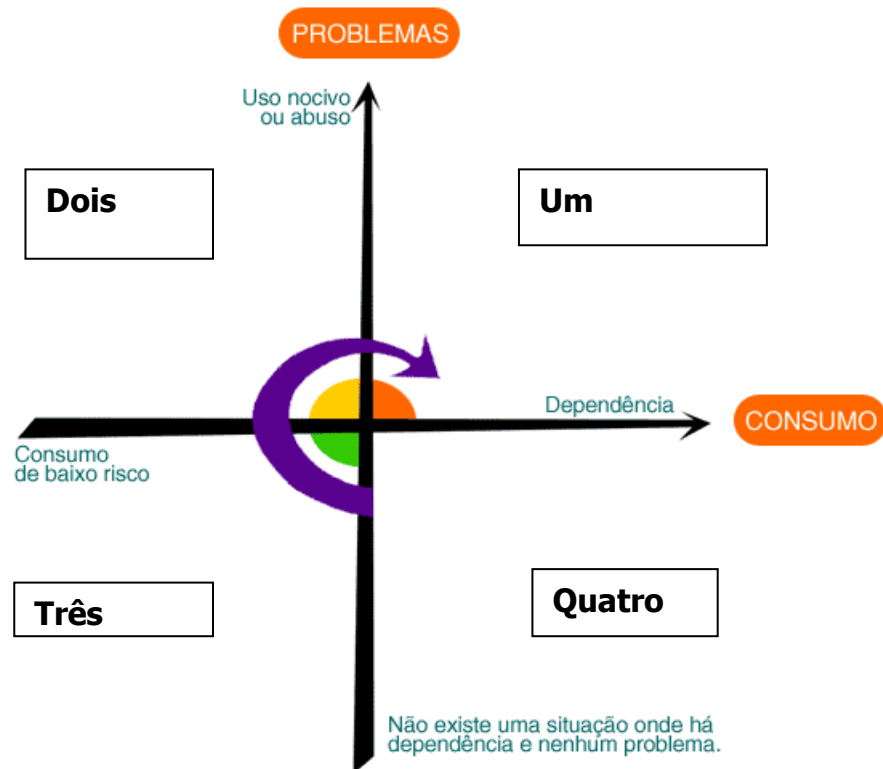 PROBLEMAS
Uso nocivo
ou abuso
Dois
Um
Dependência
CONSUMO
Consumo
de baixo risco
Três
Quatro
Não existe uma situação onde há
dependência e nenhum problema.